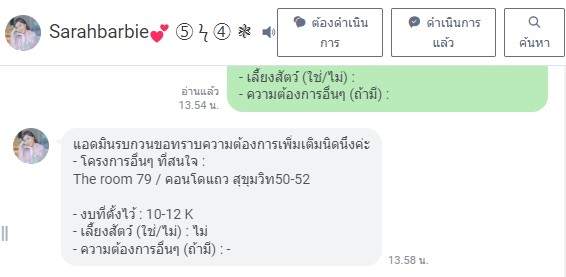 Sarahbarbie💕 ⑤ ϟ ④ ❃
ต้องดำเนินการ
ดำเนินการแล้ว
ค้นหา
- เลี้ยงสัตว์ (ใช่/ไม่) :
- ความต้องการอื่นๆ (ถ้ามี) :
อ่านแล้ว
13.54 น.
แอดมินรบกวนขอทราบความต้องการเพิ่มเติมนิดนึงค่ะ
- โครงการอื่นๆ ที่สนใจ :
The room 79 / คอนโดแถว สุขุมวิท50-52
- งบที่ตั้งไว้ : 10-12 K
- เลี้ยงสัตว์ (ใช่/ไม่) : ไม่
- ความต้องการอื่นๆ (ถ้ามี) : -
13.58 น.